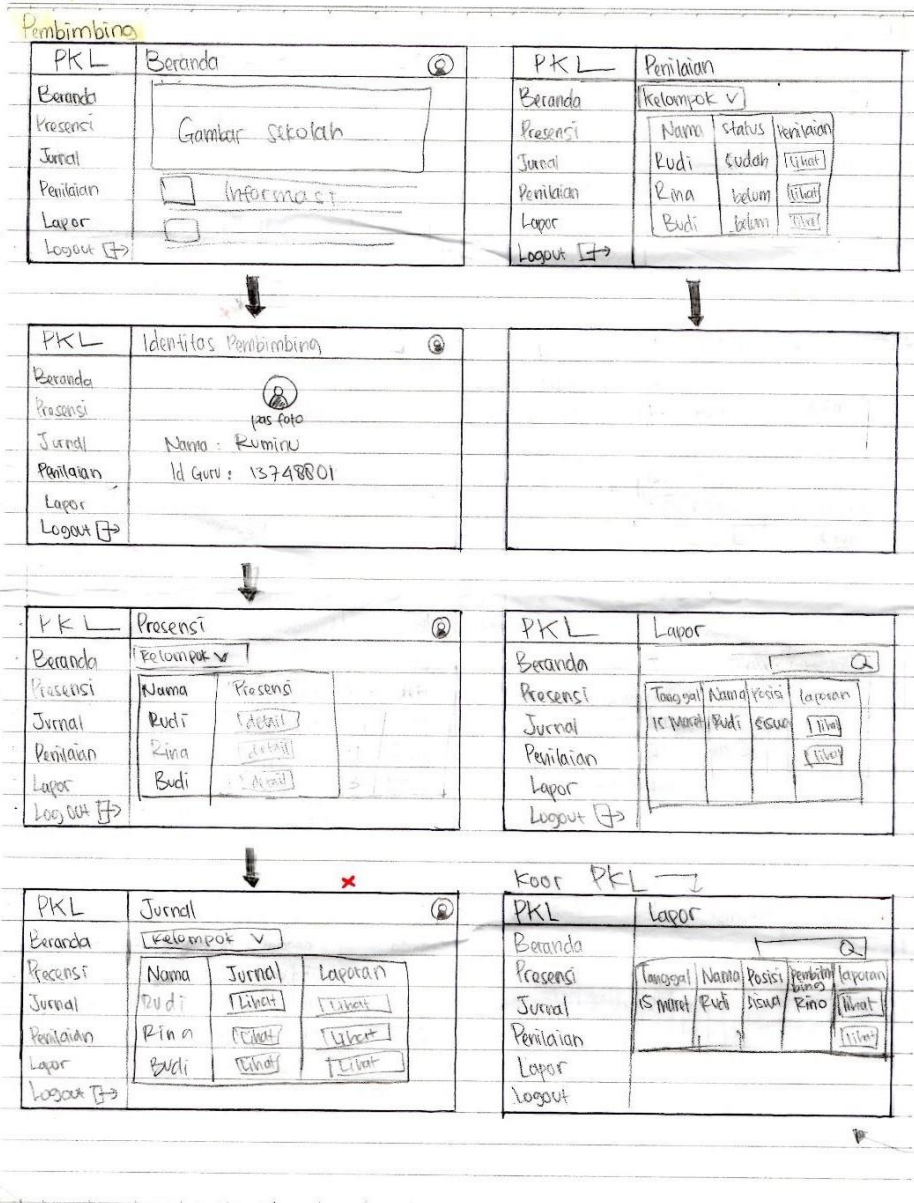 Pembimbing
PKL Beranda
Beranda
Presensi Gambar sekolah
Jurnal
Penilaian Informasi
Lapor
Logout
PKL Penilaian
Beranda Kelompok
Presensi Nama status Penilaian
Jurnal Rudi sudah lihat
Penilaian Rina belum lihat
Lapor Budi belum lihat
Logout
PKL Identitas Pembimbing
Beranda
Presensi pas foto
Jurnal Nama : Ruminu
Penilaian Id Guru : 13748801
Lapor
Logout
PKL Presensi
Beranda Kelompok
Presensi Nama Presensi
Jurnal Rudi detail
Penilaian Rina detail
Lapor Budi detail
Logout
PKL Lapor
Beranda
Presensi Tanggal Nama Posisi laporan
Jurnal 15 Maret Rudi siswa lihat
Penilaian lihat
Lapor
Logout
PKL Jurnal
Beranda Kelompok
Precensi Nama Jurnal Laporan
Jurnal Rudi Lihat Lihat
Penilaian Rina Lihat Lihat
Lapor Budi Lihat Lihat
Logout
Koor PKL
PKL Lapor
Beranda
Presensi Tanggal Nama Posisi Pembim
bing laporan
Jurnal 15 maret Rudi siswa Rino lihat
Penilaian lihat
Lapor
Logout